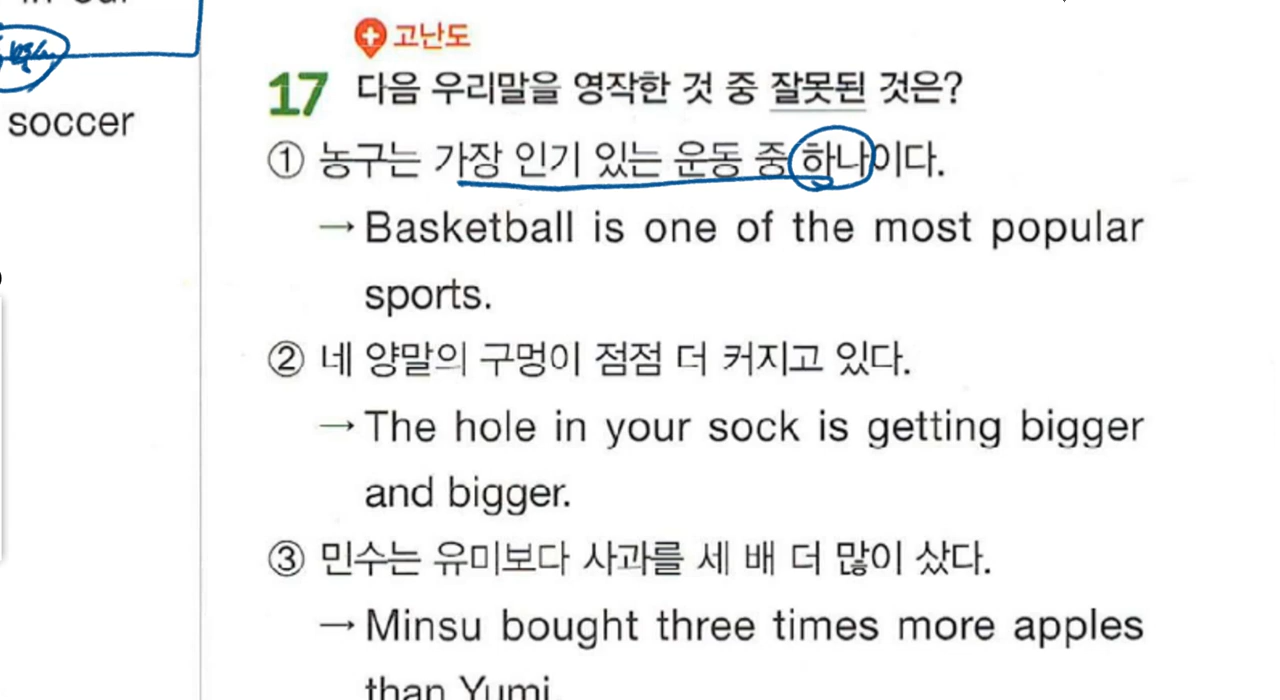 in our
soccer
고난도
17 다음 우리말을 영작한 것 중 잘못된 것은?
① 농구는 가장 인기 있는 운동 중 하나이다.
→ Basketball is one of the most popular
sports.
② 네 양말의 구멍이 점점 더 커지고 있다.
→ The hole in your sock is getting bigger
and bigger.
③ 민수는 유미보다 사과를 세 배 더 많이 샀다.
→ Minsu bought three times more apples
than Yumi.